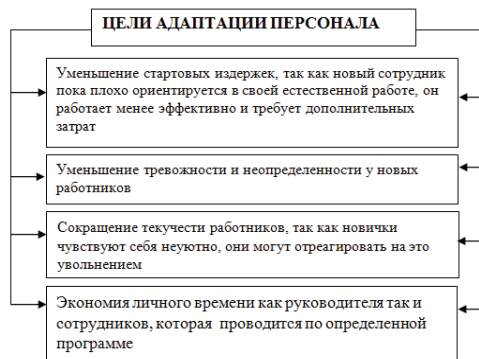 ЦЕЛИ АДАПТАЦИИ ПЕРСОНАЛА
Уменьшение стартовых издержек, так как новый сотрудник
пока плохо ориентируется в своей естественной работе, он
работает менее эффективно и требует дополнительных
затрат
Уменьшение тревожности и неопределенности у новых
работников
Сокращение текучести работников, так как новички
чувствуют себя неуютно, они могут отреагировать на это
увольнением
Экономия личного времени как руководителя так и
сотрудников, которая проводится по определенной
программе